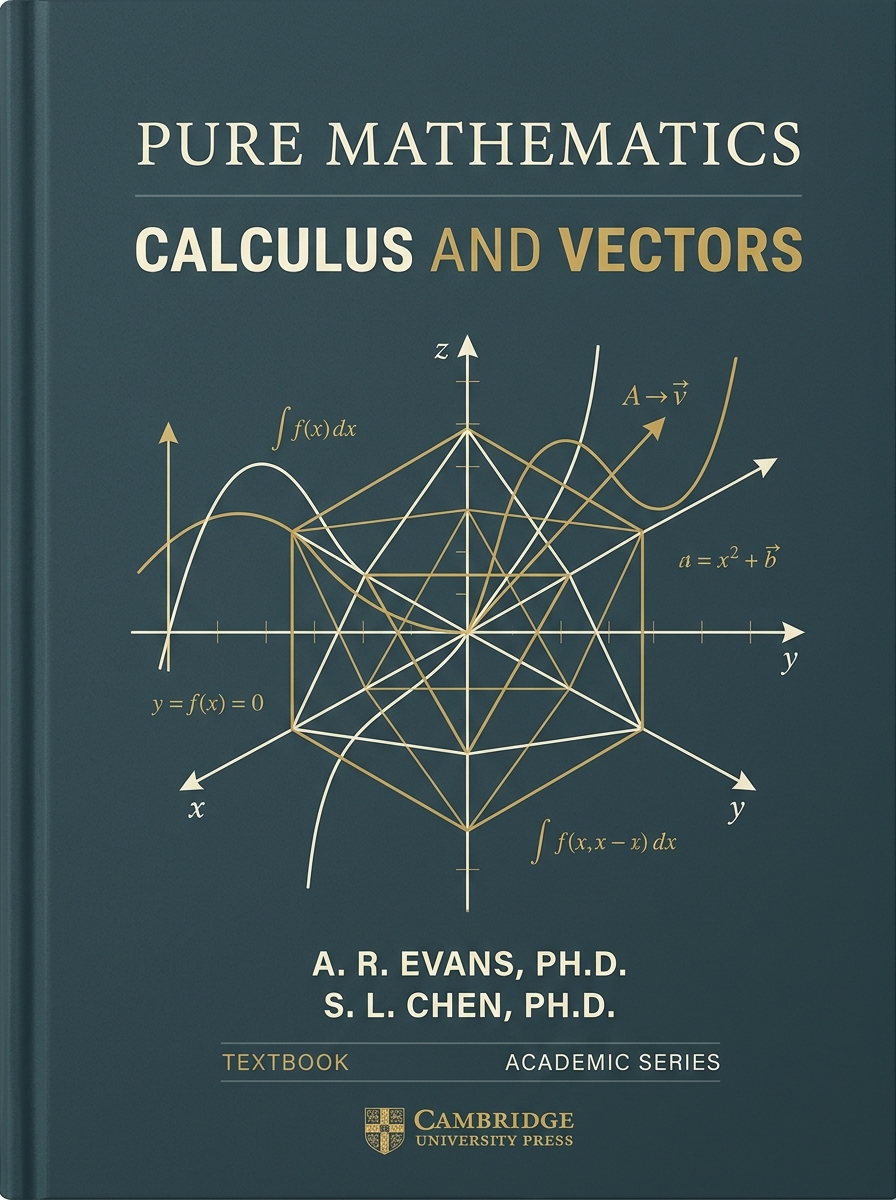 PURE MATHEMATICS
CALCULUS AND VECTORS
z
∫ f(x) dx
A → v⃗
a = x² + b⃗
y
y = f(x) = 0
x
y
∫ f(x, x − x) dx
A. R. EVANS, PH.D.
S. L. CHEN, PH.D.
TEXTBOOK ACADEMIC SERIES
CAMBRIDGE
UNIVERSITY PRESS